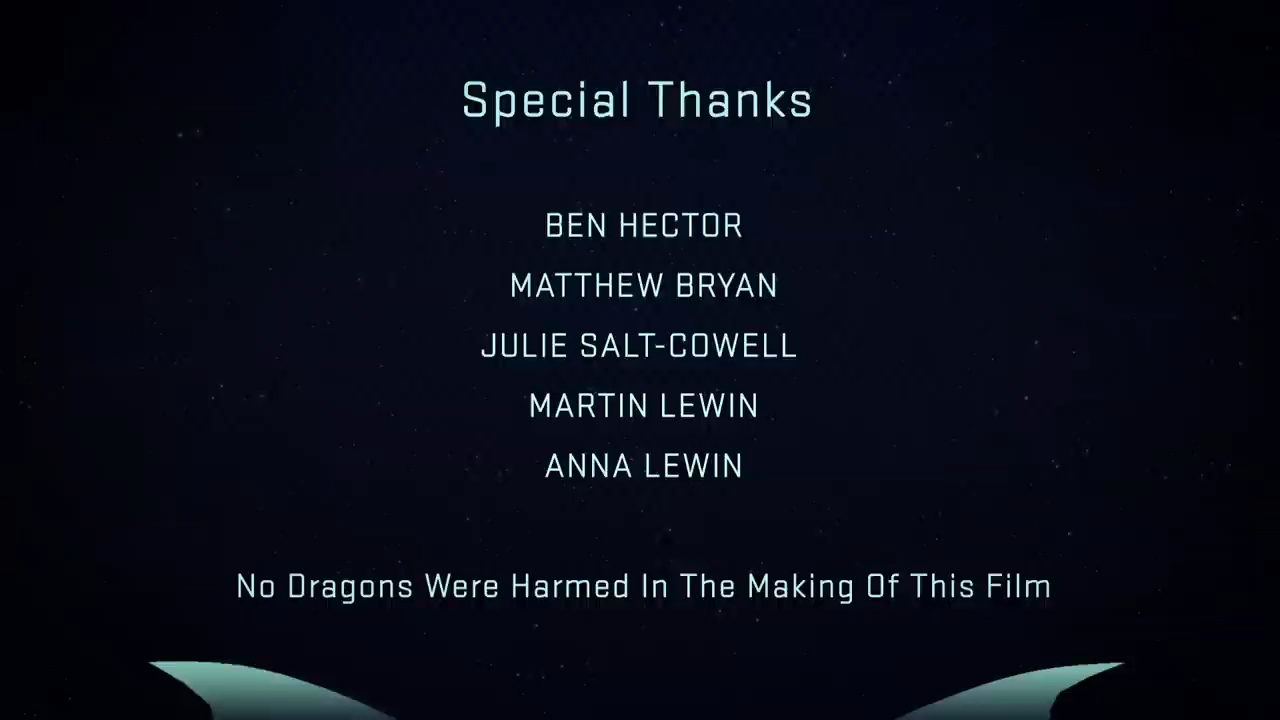 Special Thanks
BEN HECTOR
MATTHEW BRYAN
JULIE SALT-COWELL
MARTIN LEWIN
ANNA LEWIN
No Dragons Were Harmed In The Making Of This Film